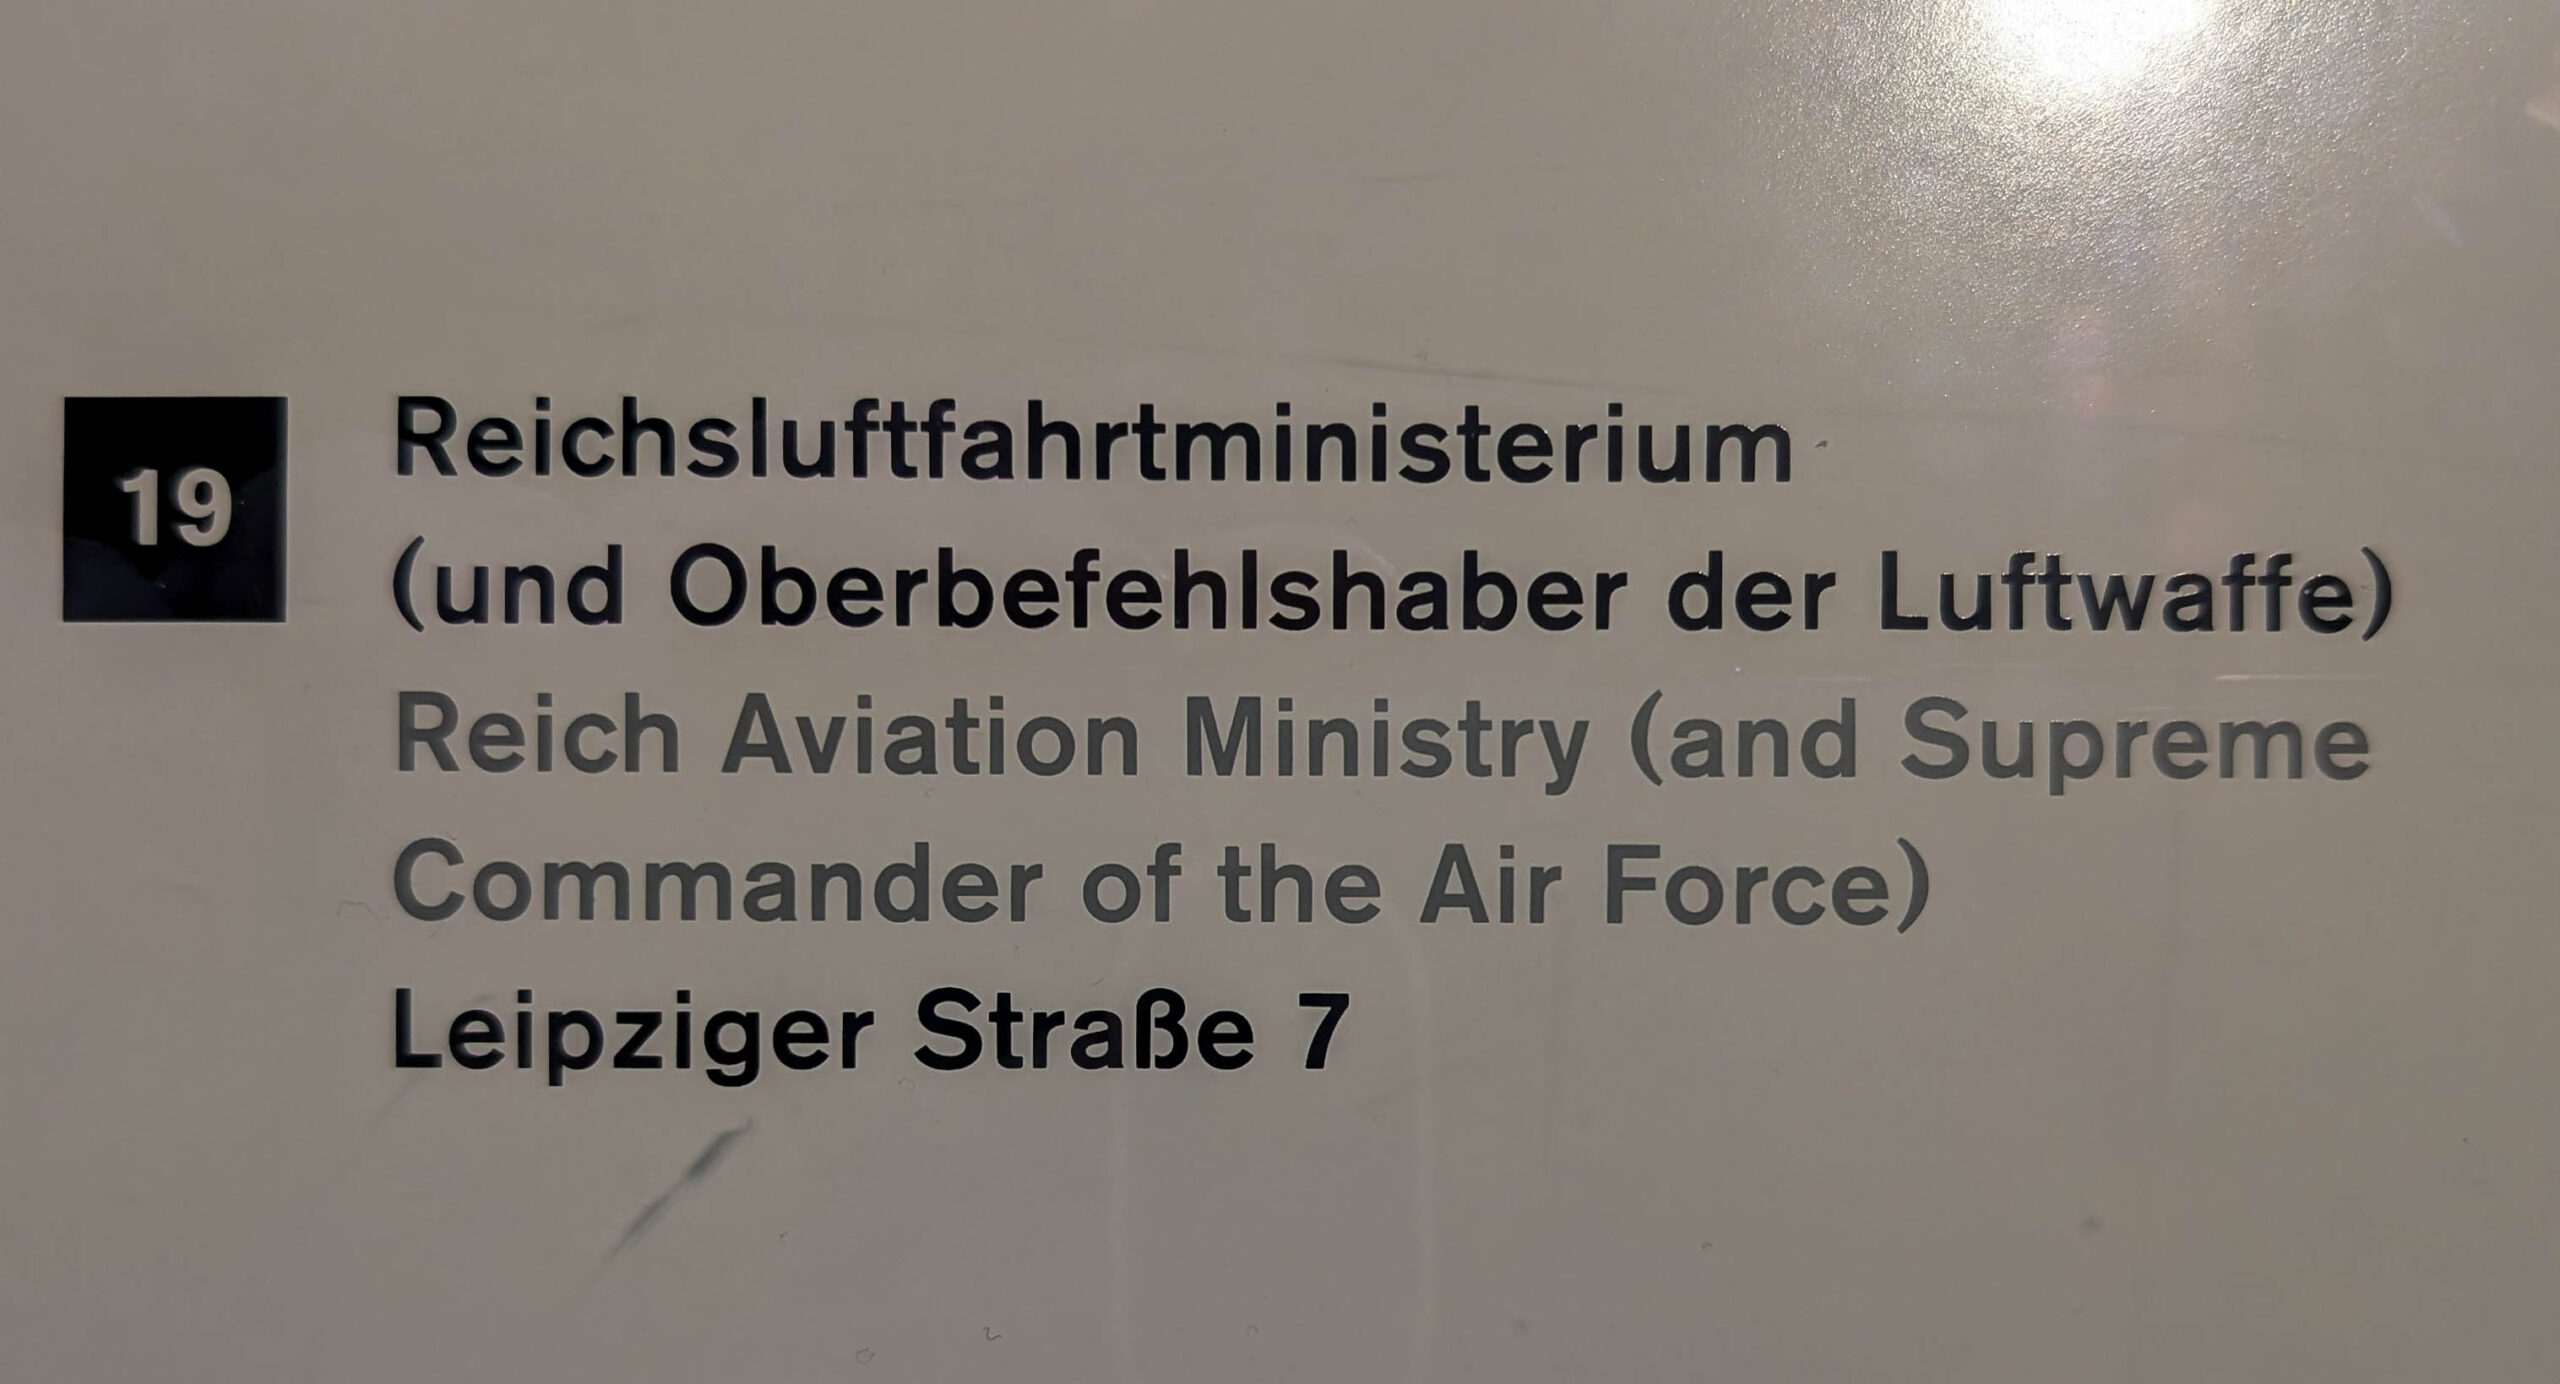 19
Reichsluftfahrtministerium
(und Oberbefehlshaber der Luftwaffe)
Reich Aviation Ministry (and Supreme
Commander of the Air Force)
Leipziger Straße 7